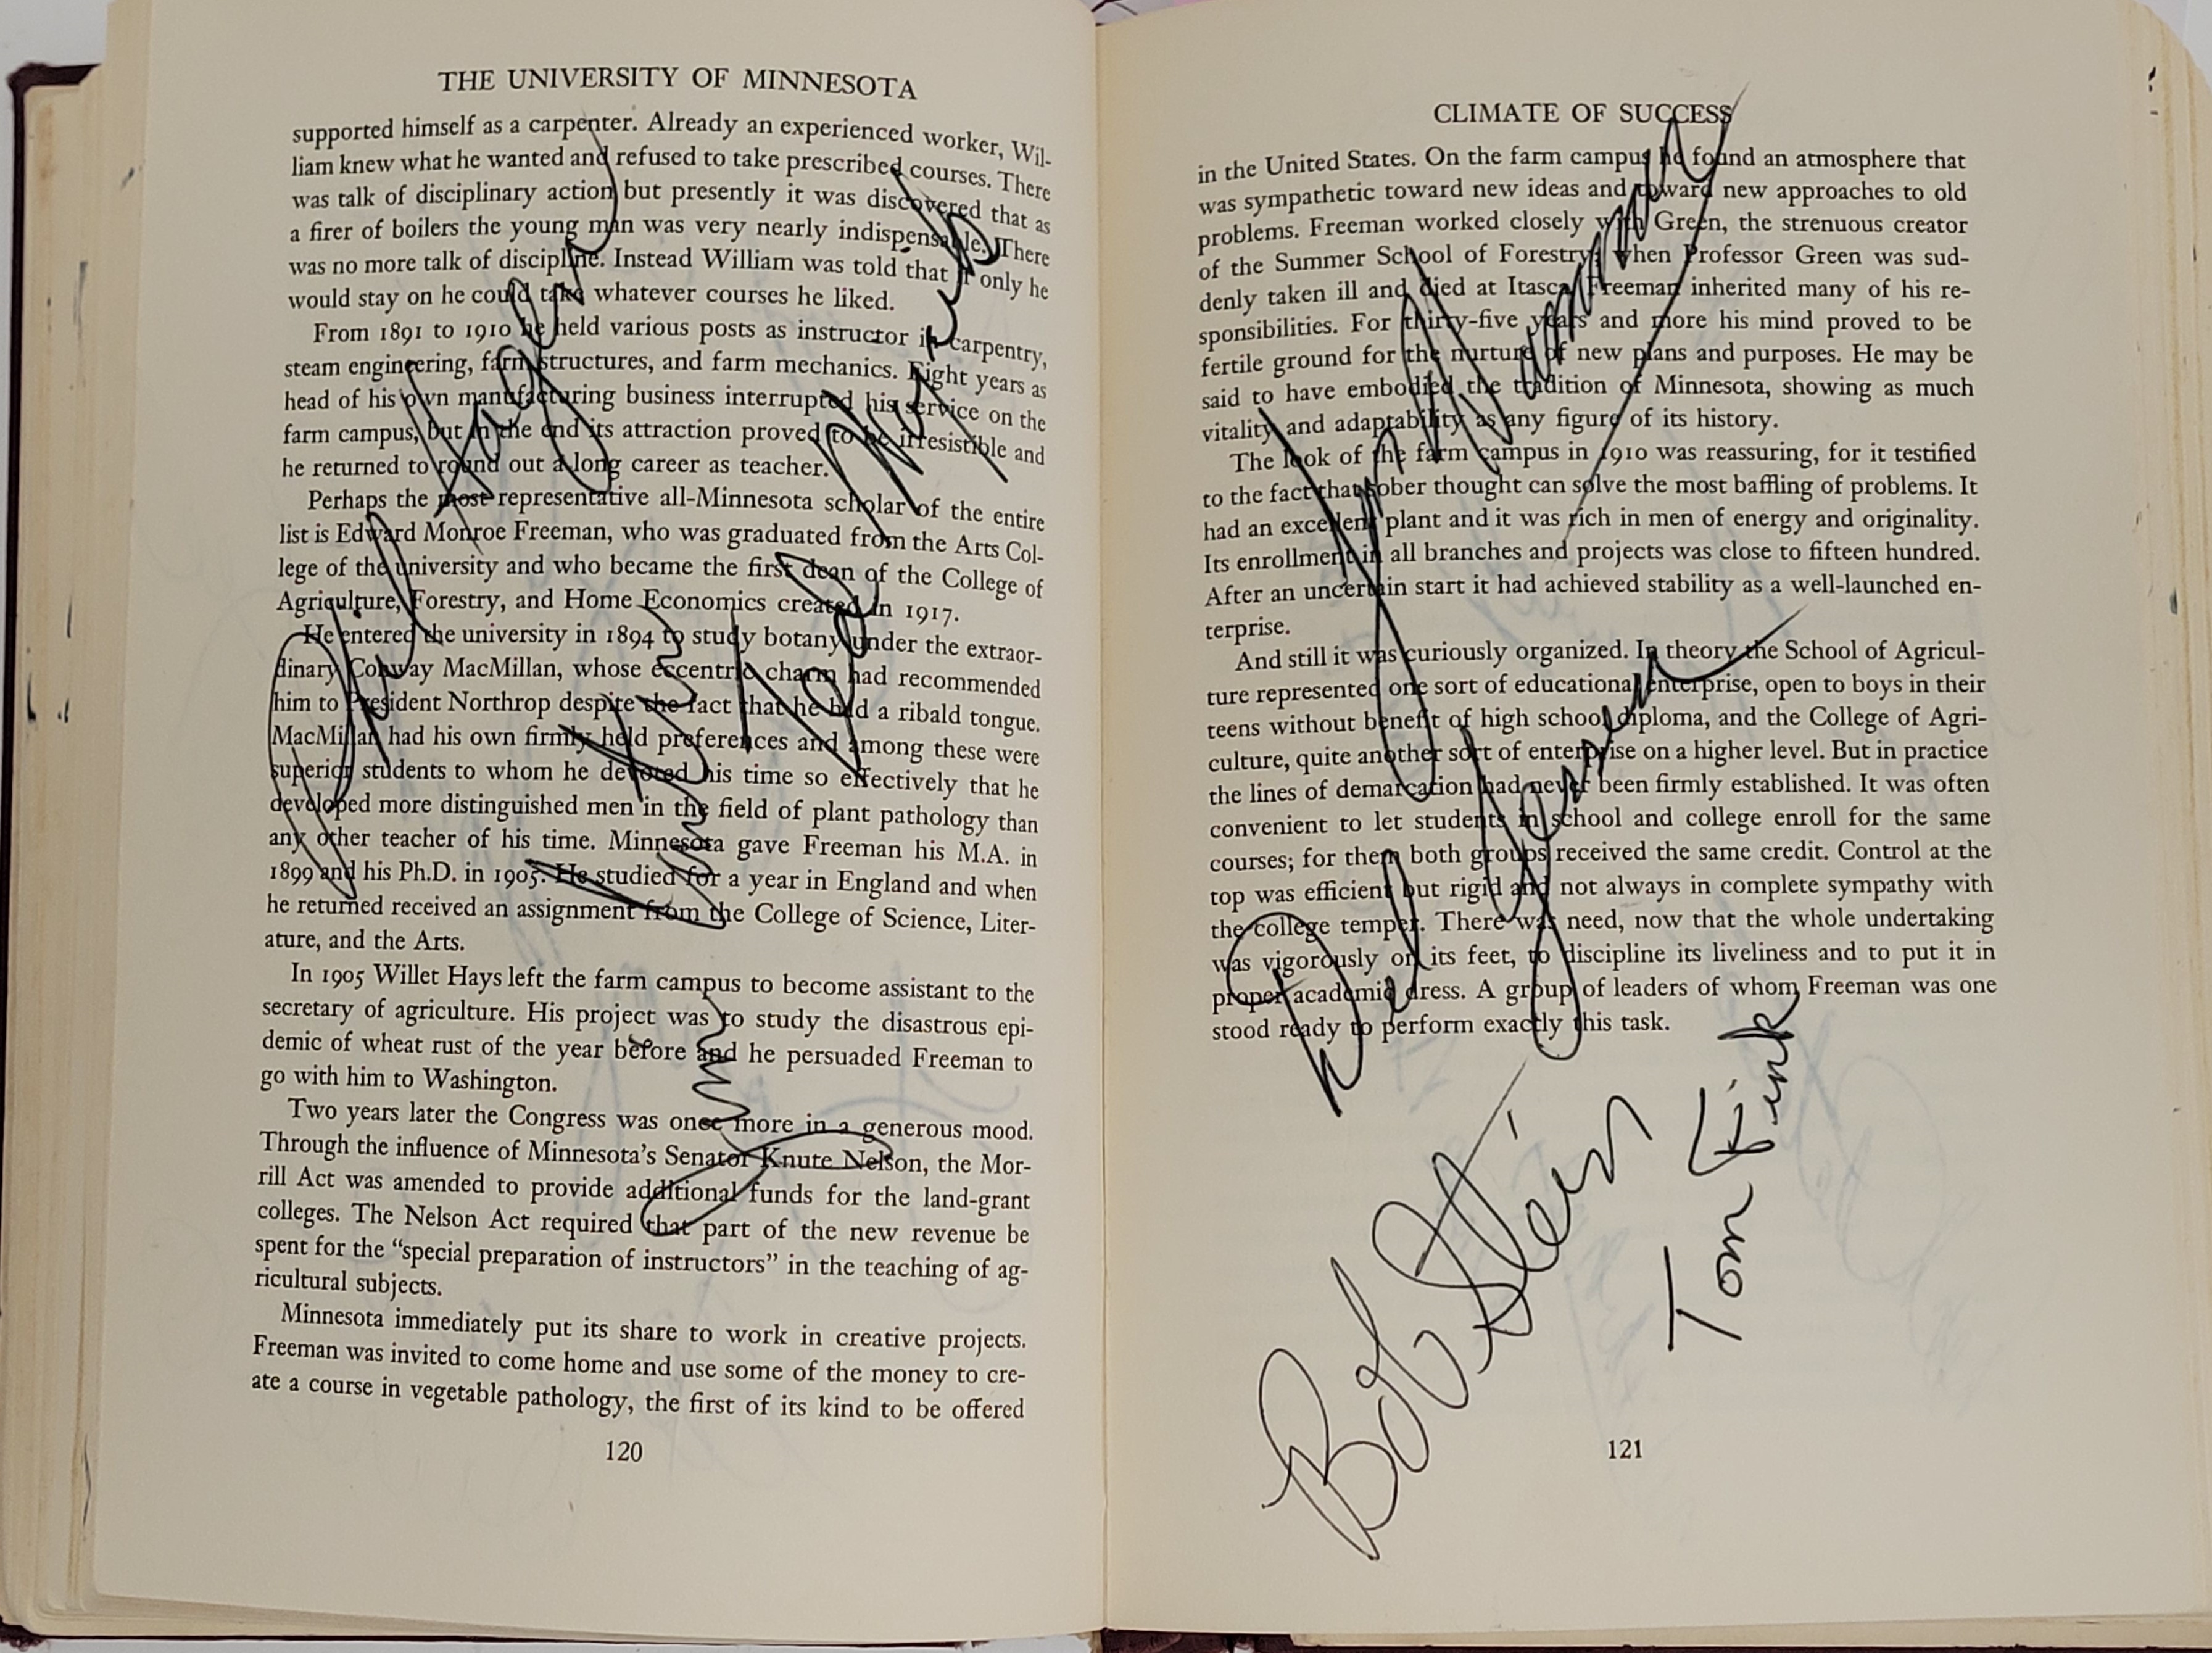 THE UNIVERSITY OF MINNESOTA
supported himself as a carpenter. Already an experienced worker, Wil-
liam knew what he wanted and refused to take prescribed courses. There
was talk of disciplinary action but presently it was discovered that as
a firer of boilers the young man was very nearly indispensable. There
was no more talk of discipline. Instead William was told that if only he
would stay on he could take whatever courses he liked.
From 1891 to 1910 he held various posts as instructor in carpentry,
steam engineering, farm structures, and farm mechanics. Eight years as
head of his own manufacturing business interrupted his service on the
farm campus, but in the end its attraction proved to be irresistible and
he returned to round out a long career as teacher.
Perhaps the most representative all-Minnesota scholar of the entire
list is Edward Monroe Freeman, who was graduated from the Arts Col-
lege of the university and who became the first dean of the College of
Agriculture, Forestry, and Home Economics created in 1917.
He entered the university in 1894 to study botany under the extraor-
dinary Conway MacMillan, whose eccentric charm had recommended
him to President Northrop despite the fact that he had a ribald tongue.
MacMillan had his own firmly held preferences and among these were
superior students to whom he devoted his time so effectively that he
developed more distinguished men in the field of plant pathology than
any other teacher of his time. Minnesota gave Freeman his M.A. in
1899 and his Ph.D. in 1905. He studied for a year in England and when
he returned received an assignment from the College of Science, Liter-
ature, and the Arts.
In 1905 Willet Hays left the farm campus to become assistant to the
secretary of agriculture. His project was to study the disastrous epi-
demic of wheat rust of the year before and he persuaded Freeman to
go with him to Washington.
Two years later the Congress was once more in a generous mood.
Through the influence of Minnesota's Senator Knute Nelson, the Mor-
rill Act was amended to provide additional funds for the land-grant
colleges. The Nelson Act required that part of the new revenue be
spent for the “special preparation of instructors” in the teaching of ag-
ricultural subjects.
Minnesota immediately put its share to work in creative projects.
Freeman was invited to come home and use some of the money to cre-
ate a course in vegetable pathology, the first of its kind to be offered
120
CLIMATE OF SUCCESS
in the United States. On the farm campus he found an atmosphere that
was sympathetic toward new ideas and toward new approaches to old
problems. Freeman worked closely with Green, the strenuous creator
of the Summer School of Forestry; when Professor Green was sud-
denly taken ill and died at Itasca, Freeman inherited many of his re-
sponsibilities. For thirty-five years and more his mind proved to be
fertile ground for the nurture of new plans and purposes. He may be
said to have embodied the tradition of Minnesota, showing as much
vitality and adaptability as any figure of its history.
The look of the farm campus in 1910 was reassuring, for it testified
to the fact that sober thought can solve the most baffling of problems. It
had an excellent plant and it was rich in men of energy and originality.
Its enrollment in all branches and projects was close to fifteen hundred.
After an uncertain start it had achieved stability as a well-launched en-
terprise.
And still it was curiously organized. In theory the School of Agricul-
ture represented one sort of educational enterprise, open to boys in their
teens without benefit of high school diploma, and the College of Agri-
culture, quite another sort of enterprise on a higher level. But in practice
the lines of demarcation had never been firmly established. It was often
convenient to let students in school and college enroll for the same
courses; for them both groups received the same credit. Control at the
top was efficient but rigid and not always in complete sympathy with
the college temper. There was need, now that the whole undertaking
was vigorously on its feet, to discipline its liveliness and to put it in
proper academic dress. A group of leaders of whom Freeman was one
stood ready to perform exactly this task.
Bob Stein
Tom Fink
121